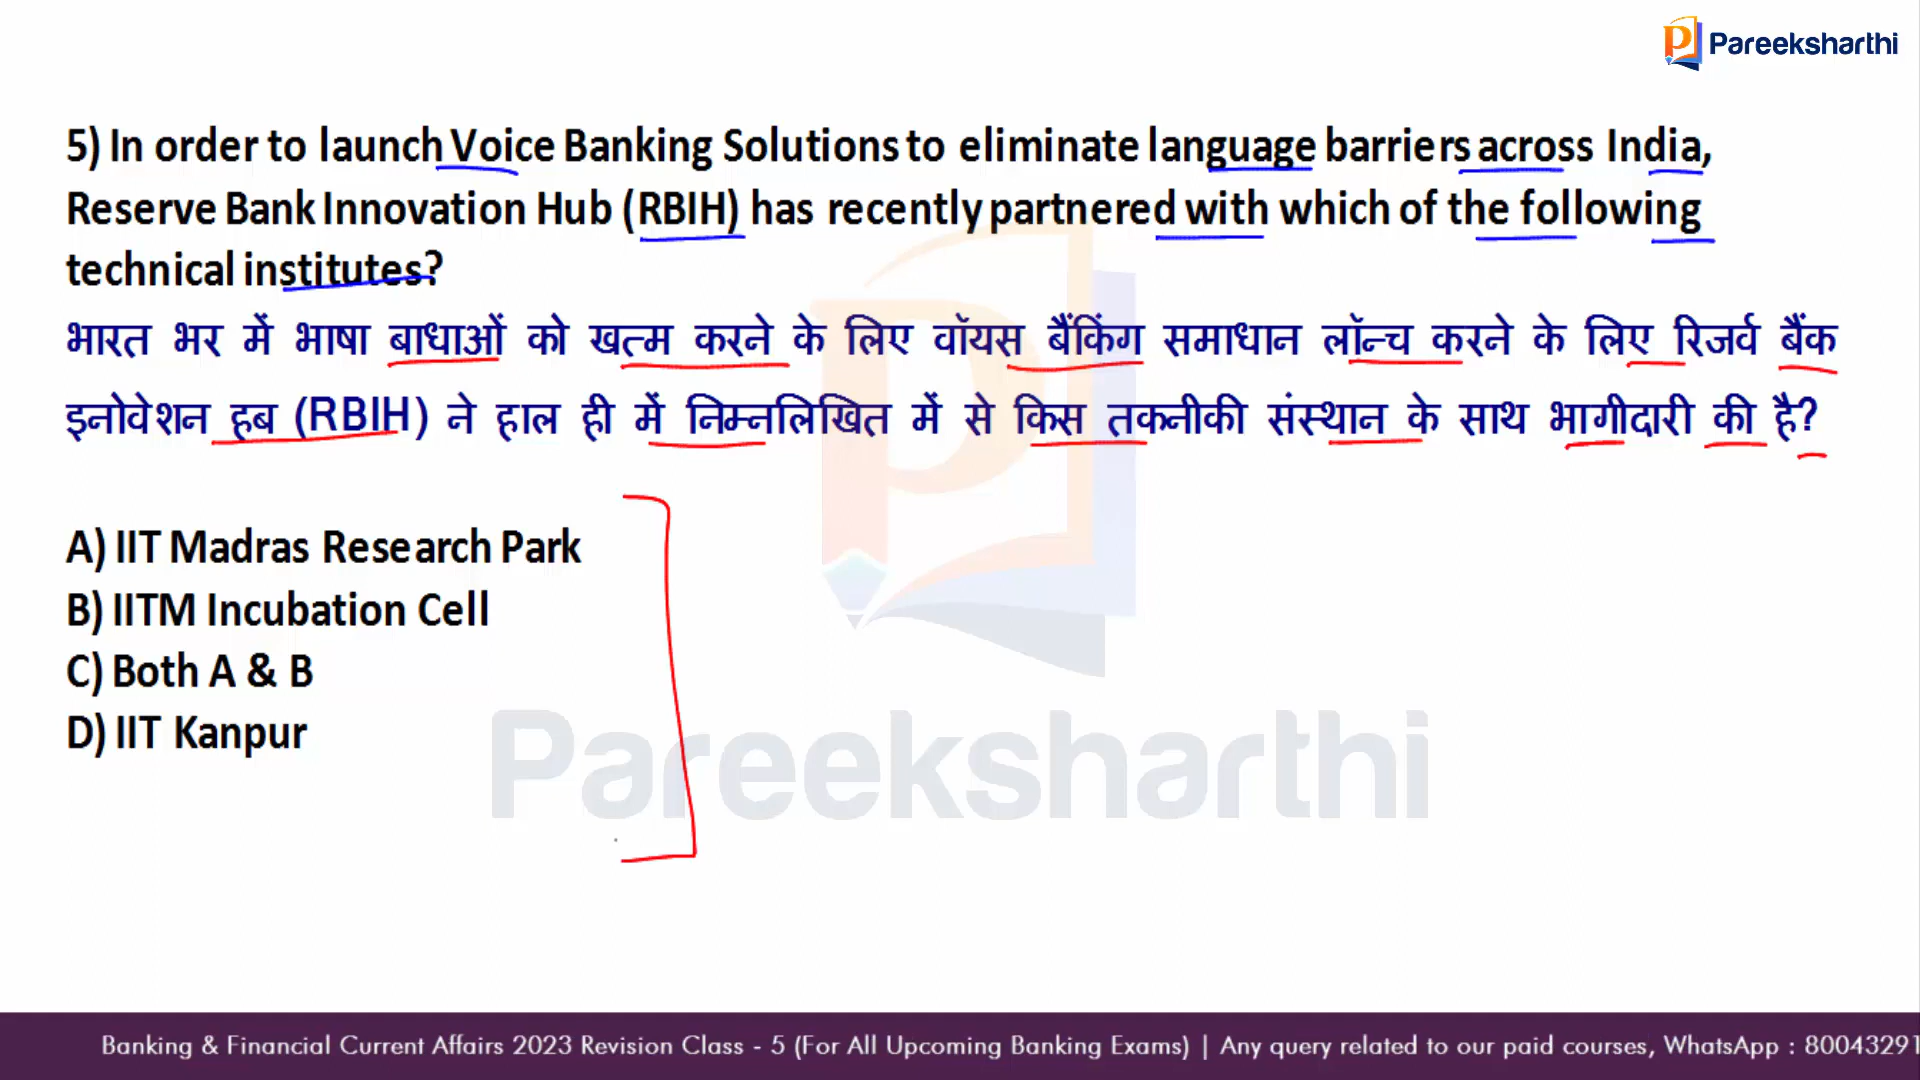 Pareeksharthi
5) In order to launch Voice Banking Solutions to eliminate language barriers across India,
Reserve Bank Innovation Hub (RBIH) has recently partnered with which of the following
technical institutes?
भारत भर में भाषा बाधाओं को खत्म करने के लिए वॉयस बैंकिंग समाधान लॉन्च करने के लिए रिजर्व बैंक
इनोवेशन हब (RBIH) ने हाल ही में निम्नलिखित में से किस तकनीकी संस्थान के साथ भागीदारी की है?
A) IIT Madras Research Park
B) IITM Incubation Cell
C) Both A & B
D) IIT Kanpur
Pareeksharthi
Banking & Financial Current Affairs 2023 Revision Class - 5 (For All Upcoming Banking Exams) | Any query related to our paid courses, WhatsApp : 80043291